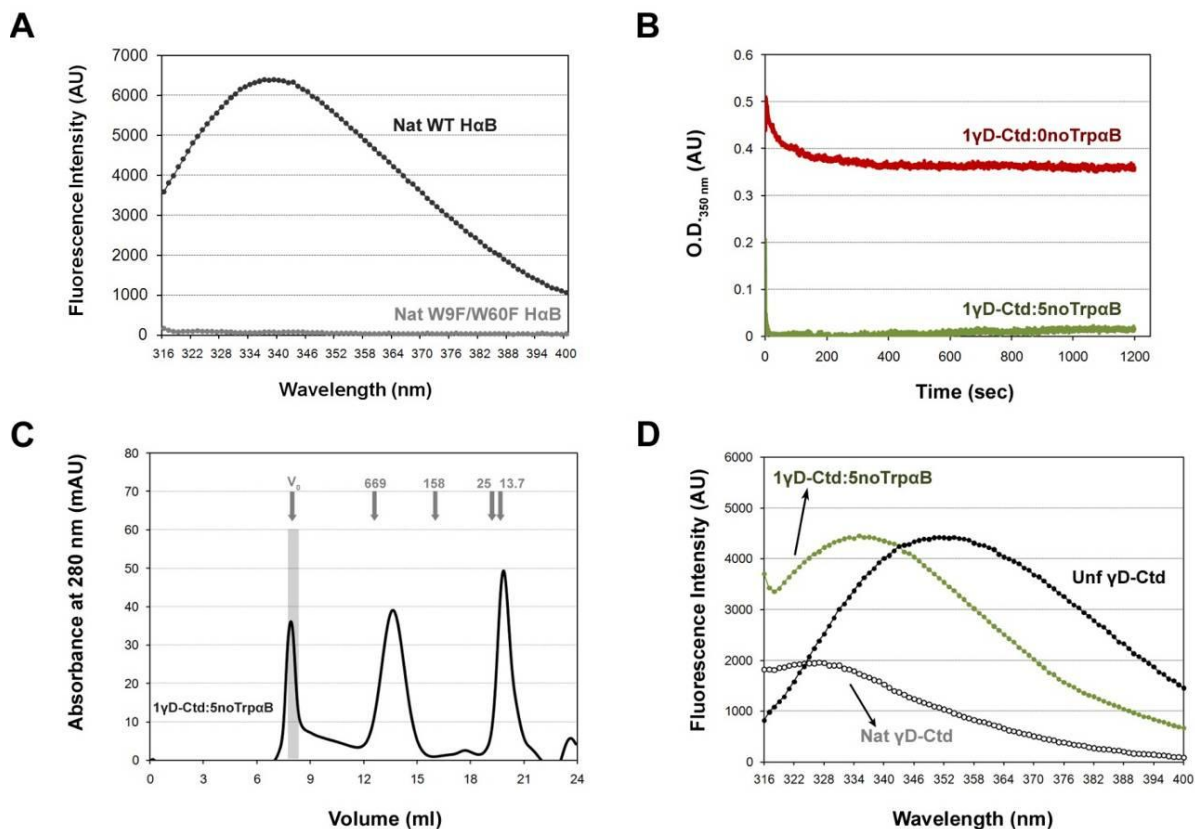 A
Fluorescence Intensity (AU)
7000
6000
5000
4000
3000
2000
1000
0
Nat WT HαB
Nat W9F/W60F HαB
316 322 328 334 340 346 352 358 364 370 376 382 388 394 400
Wavelength (nm)
B
O.D.350 nm (AU)
0.6
0.5
0.4
0.3
0.2
0.1
0
1γD-Ctd:0noTrpαB
1γD-Ctd:5noTrpαB
0 200 400 600 800 1000 1200
Time (sec)
C
Absorbance at 280 nm (mAU)
80
70
60
50
40
30
20
10
0
V0 669 158 25 13.7
1γD-Ctd:5noTrpαB
0 3 6 9 12 15 18 21 24
Volume (ml)
D
Fluorescence Intensity (AU)
6000
5000
4000
3000
2000
1000
0
1γD-Ctd:5noTrpαB
Unf γD-Ctd
Nat γD-Ctd
316 322 328 334 340 346 352 358 364 370 376 382 388 394 400
Wavelength (nm)